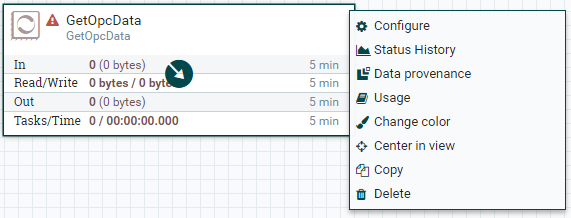 GetOpcData
GetOpcData
In 0 (0 bytes) 5 min
Read/Write 0 bytes / 0 byte 5 min
Out 0 (0 bytes) 5 min
Tasks/Time 0 / 00:00:00.000 5 min
Configure
Status History
Data provenance
Usage
Change color
Center in view
Copy
Delete